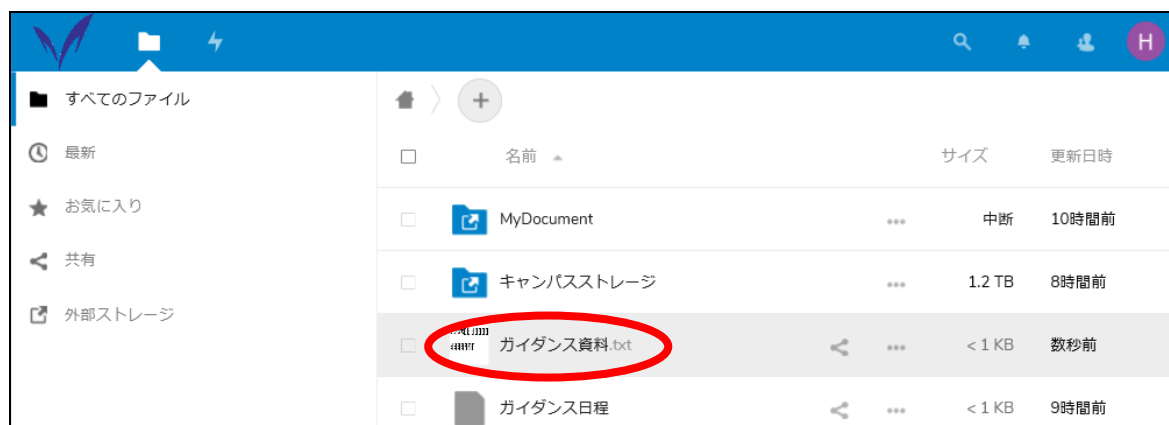 H
すべてのファイル
最新
お気に入り
共有
外部ストレージ
名前 サイズ 更新日時
MyDocument 中断 10時間前
キャンパスストレージ 1.2 TB 8時間前
ガイダンス資料.txt < 1 KB 数秒前
ガイダンス日程 < 1 KB 9時間前